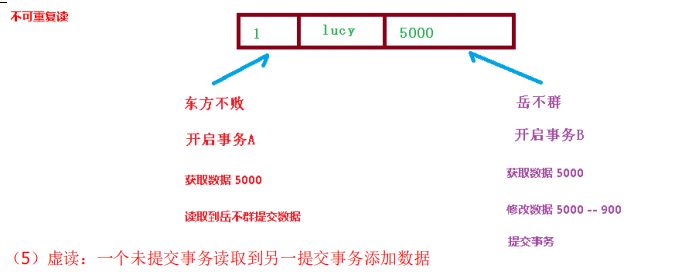 不可重复读
1 lucy 5000
东方不败
开启事务A
获取数据 5000
读取到岳不群提交数据
岳不群
开启事务B
获取数据 5000
修改数据 5000 -- 900
提交事务
（5）虚读：一个未提交事务读取到另一提交事务添加数据